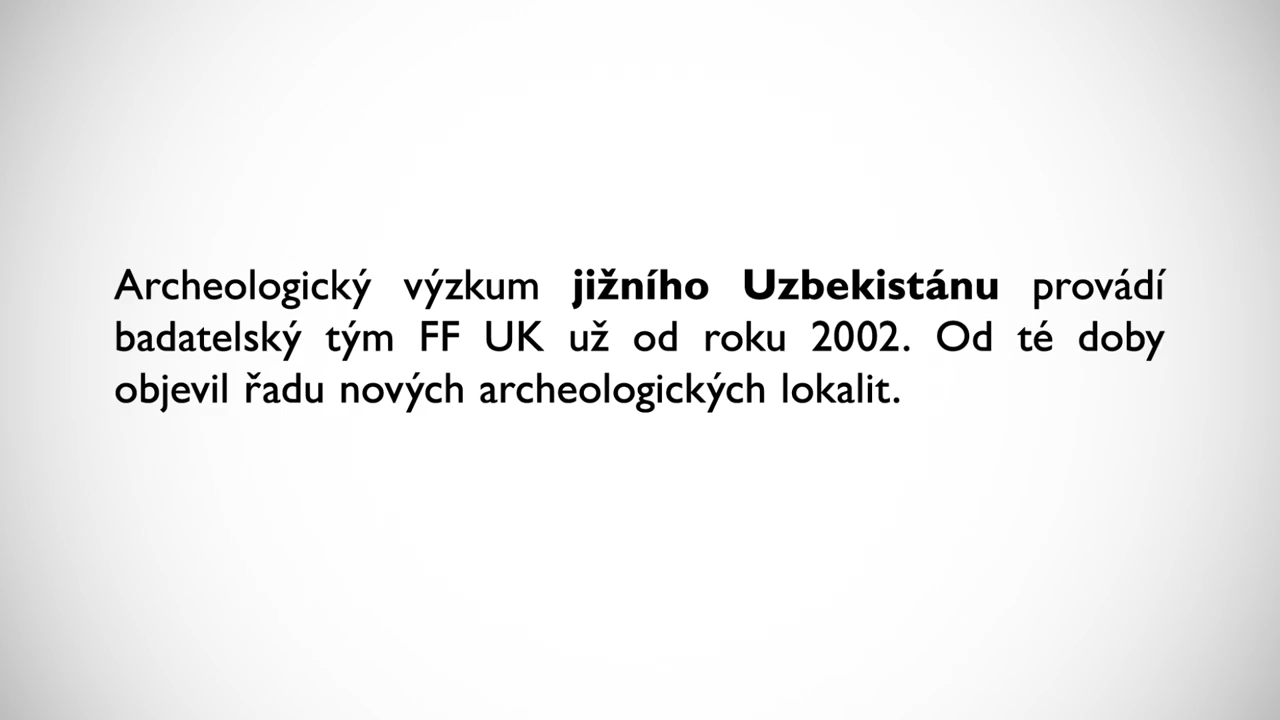 Archeologický výzkum jižního Uzbekistánu provádí
badatelský tým FF UK už od roku 2002. Od té doby
objevil řadu nových archeologických lokalit.